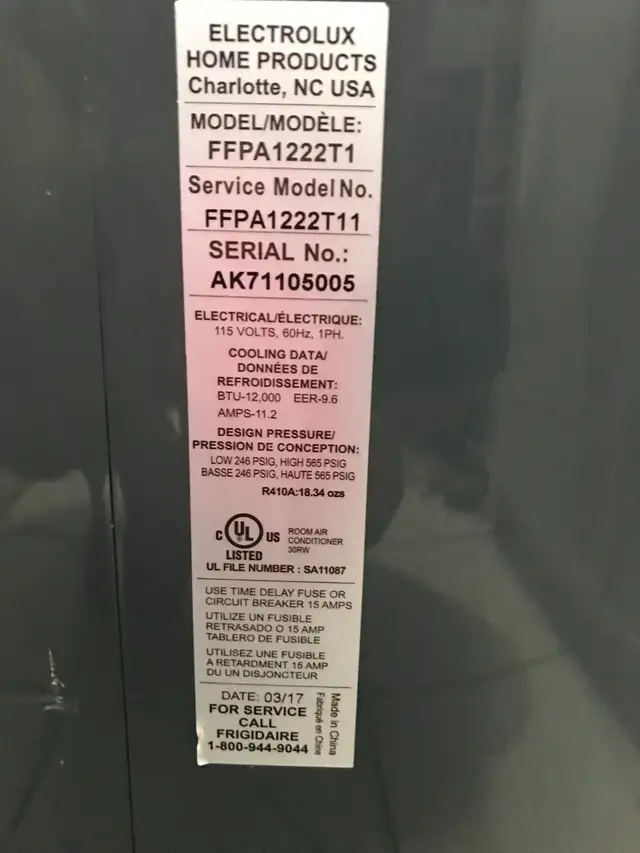 ELECTROLUX
HOME PRODUCTS
Charlotte, NC USA
MODEL/MODÈLE:
FFPA1222T1
Service Model No.
FFPA1222T11
SERIAL No.:
AK71105005
ELECTRICAL/ÉLECTRIQUE:
115 VOLTS, 60Hz, 1PH.
COOLING DATA/
DONNÉES DE
REFROIDISSEMENT:
BTU-12,000 EER-9.6
AMPS-11.2
DESIGN PRESSURE/
PRESSION DE CONCEPTION:
LOW 246 PSIG, HIGH 565 PSIG
BASSE 246 PSIG, HAUTE 565 PSIG
R410A:18.34 ozs
C UL US
LISTED
ROOM AIR
CONDITIONER
30RW
UL FILE NUMBER : SA11087
USE TIME DELAY FUSE OR
CIRCUIT BREAKER 15 AMPS
UTILIZE UN FUSIBLE
RETRASADO O 15 AMP
TABLERO DE FUSIBLE
UTILISEZ UNE FUSIBLE
A RETARDMENT 15 AMP
DU UN DISJONCTEUR
DATE: 03/17
FOR SERVICE
CALL
FRIGIDAIRE
1-800-944-9044
Made in China
Fabriqué en Chine